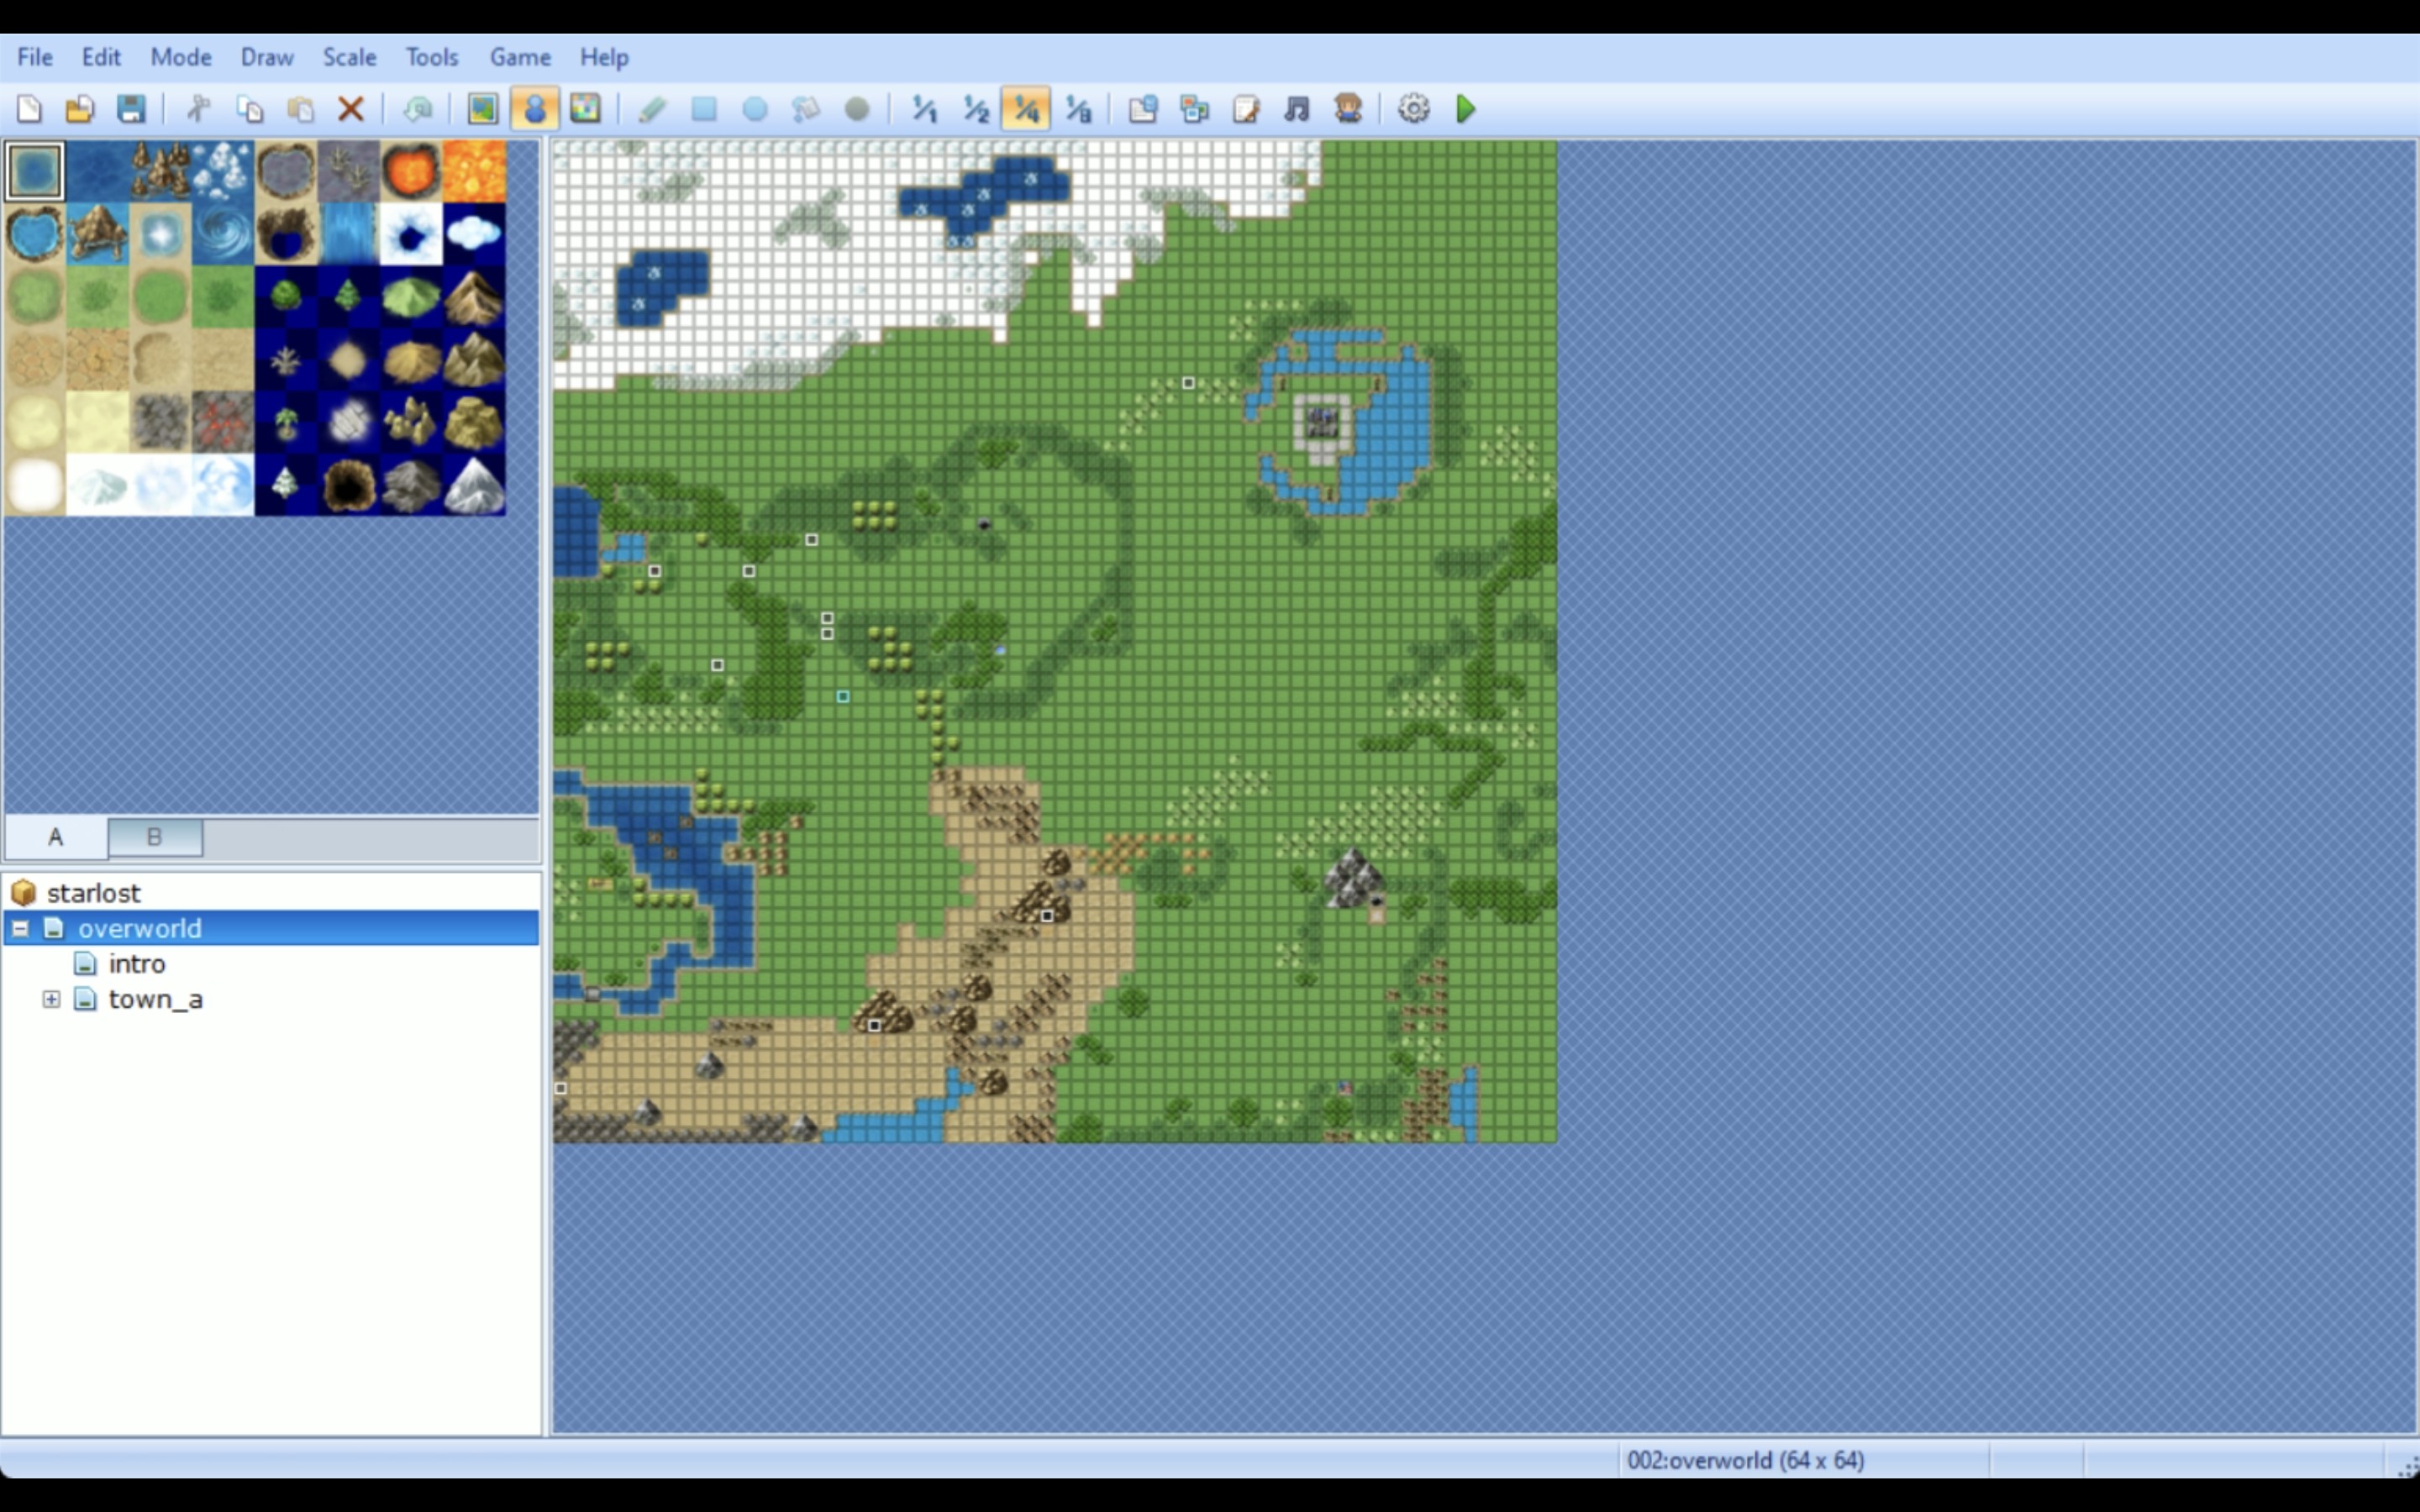 File Edit Mode Draw Scale Tools Game Help
1/1 1/2 1/4 1/8
A B
starlost
overworld
intro
town_a
002:overworld (64 x 64)